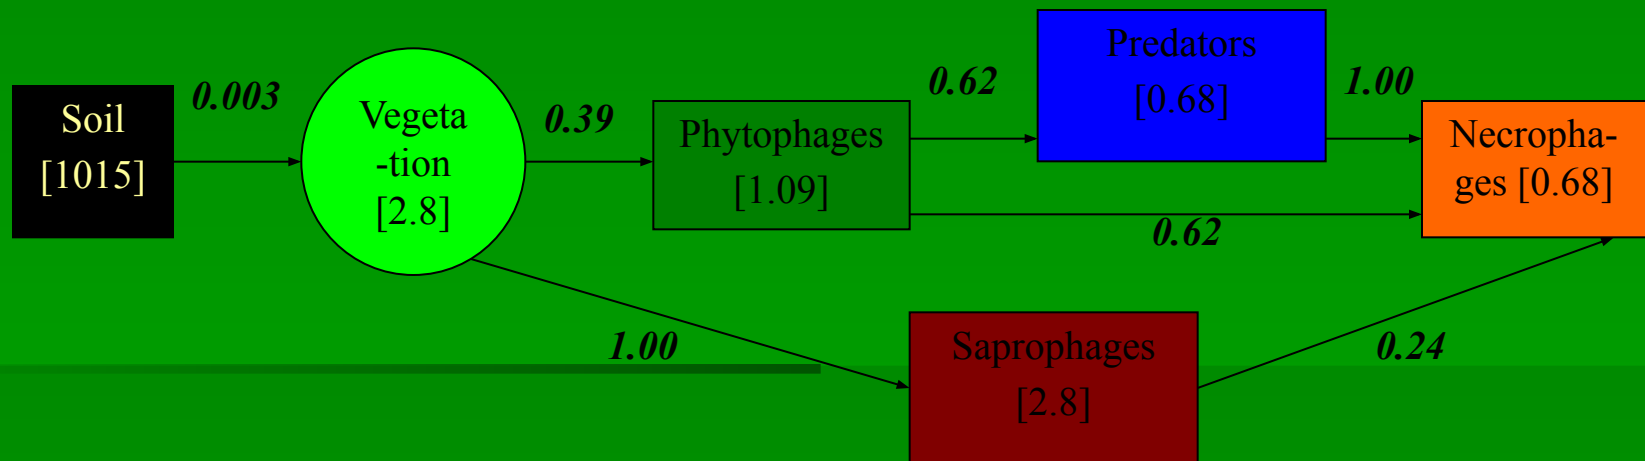 Soil
[1015]
0.003
Vegeta
-tion
[2.8]
0.39
Phytophages
[1.09]
0.62
Predators
[0.68]
1.00
Necropha-
ges [0.68]
0.62
1.00
Saprophages
[2.8]
0.24